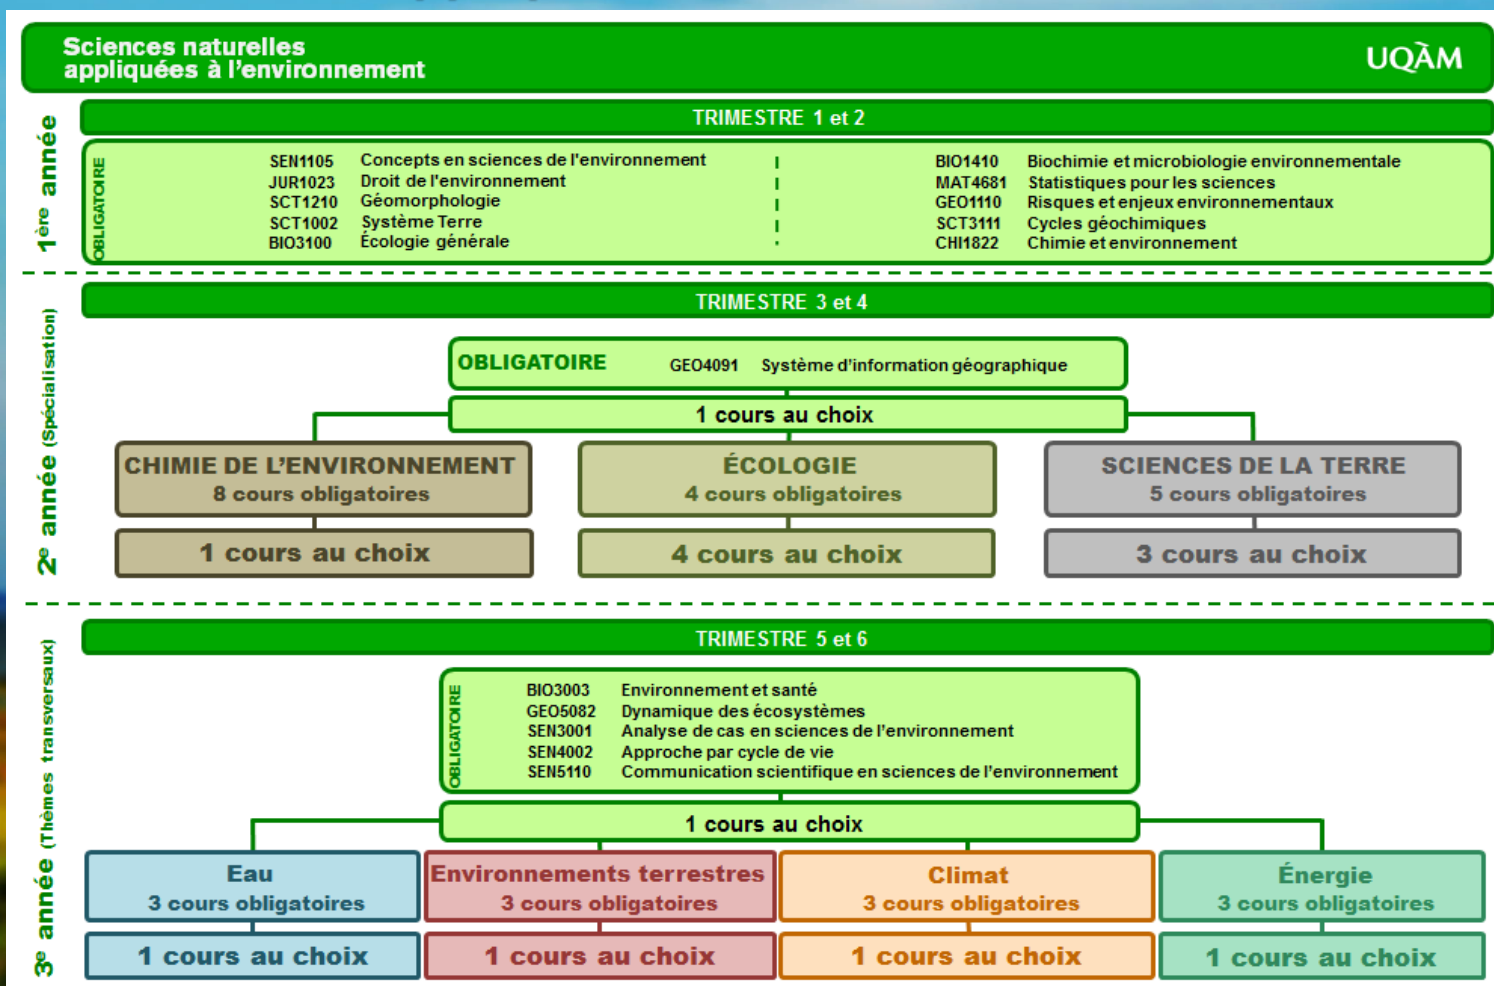 Sciences naturelles
appliquées à l'environnement
UQÀM
1ère année
TRIMESTRE 1 et 2
OBLIGATOIRE
SEN1105 Concepts en sciences de l'environnement
JUR1023 Droit de l'environnement
SCT1210 Géomorphologie
SCT1002 Système Terre
BIO3100 Écologie générale
BIO1410 Biochimie et microbiologie environnementale
MAT4681 Statistiques pour les sciences
GEO1110 Risques et enjeux environnementaux
SCT3111 Cycles géochimiques
CHI1822 Chimie et environnement
2e année (Spécialisation)
TRIMESTRE 3 et 4
OBLIGATOIRE GEO4091 Système d'information géographique
1 cours au choix
CHIMIE DE L'ENVIRONNEMENT
8 cours obligatoires
1 cours au choix
ÉCOLOGIE
4 cours obligatoires
4 cours au choix
SCIENCES DE LA TERRE
5 cours obligatoires
3 cours au choix
3e année (Thèmes transversaux)
TRIMESTRE 5 et 6
OBLIGATOIRE
BIO3003 Environnement et santé
GEO5082 Dynamique des écosystèmes
SEN3001 Analyse de cas en sciences de l'environnement
SEN4002 Approche par cycle de vie
SEN5110 Communication scientifique en sciences de l'environnement
1 cours au choix
Eau
3 cours obligatoires
1 cours au choix
Environnements terrestres
3 cours obligatoires
1 cours au choix
Climat
3 cours obligatoires
1 cours au choix
Énergie
3 cours obligatoires
1 cours au choix